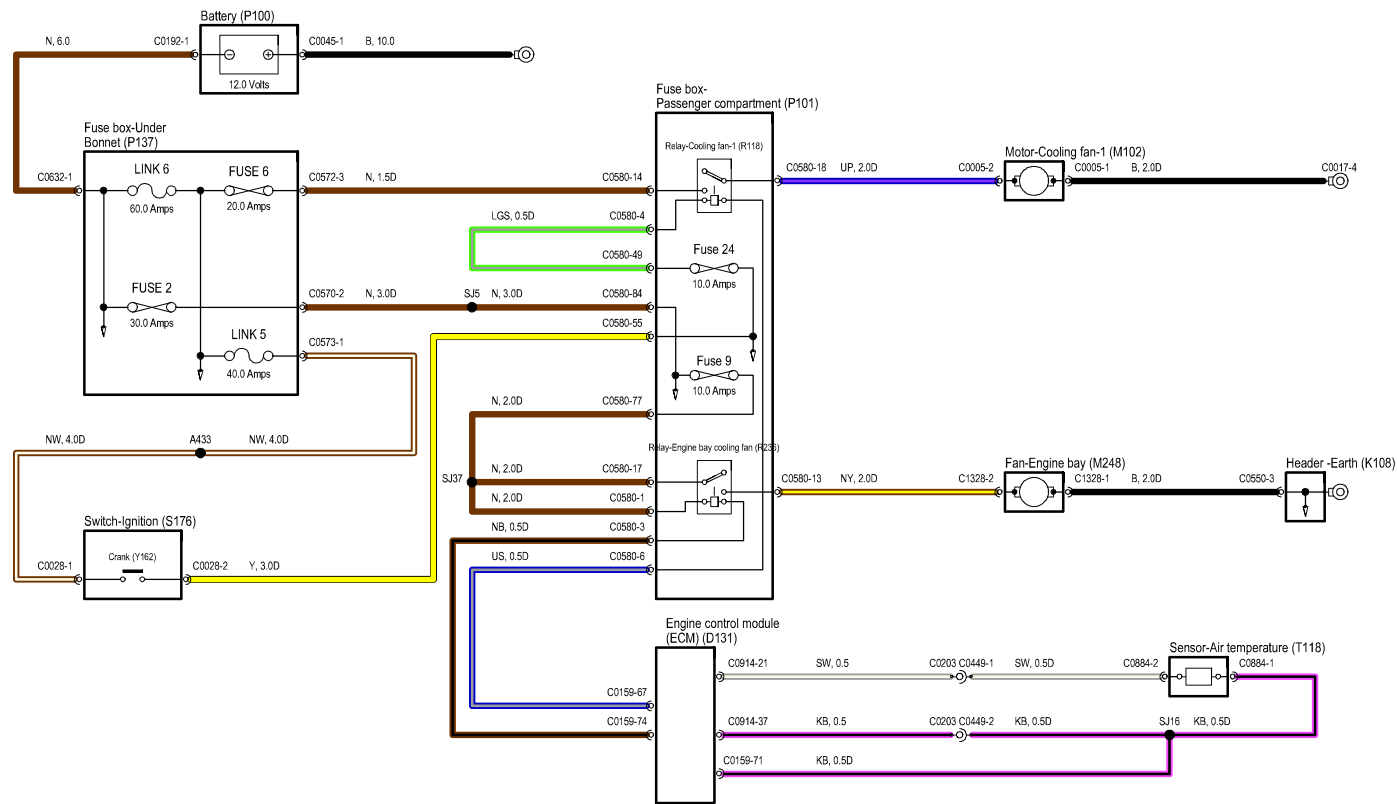 Battery (P100)
N, 6.0
C0192-1
C0045-1
B, 10.0
12.0 Volts
Fuse box-
Passenger compartment (P101)
Fuse box-Under
Bonnet (P137)
Relay-Cooling fan-1 (R118)
Motor-Cooling fan-1 (M102)
C0632-1
LINK 6
60.0 Amps
FUSE 6
20.0 Amps
C0572-3
N, 1.5D
C0580-14
C0580-18
UP, 2.0D
C0005-2
C0005-1
B, 2.0D
C0017-4
LGS, 0.5D
C0580-4
C0580-49
Fuse 24
10.0 Amps
FUSE 2
30.0 Amps
C0570-2
N, 3.0D
SJ5
N, 3.0D
C0580-84
C0580-55
LINK 5
40.0 Amps
C0573-1
Fuse 9
10.0 Amps
N, 2.0D
C0580-77
NW, 4.0D
A433
NW, 4.0D
Relay-Engine bay cooling fan (R236)
Fan-Engine bay (M248)
Header -Earth (K108)
SJ37
N, 2.0D
C0580-17
C0580-13
NY, 2.0D
C1328-2
C1328-1
B, 2.0D
C0550-3
N, 2.0D
C0580-1
Switch-Ignition (S176)
NB, 0.5D
C0580-3
Crank (Y162)
C0028-1
C0028-2
Y, 3.0D
US, 0.5D
C0580-6
Engine control module
(ECM) (D131)
Sensor-Air temperature (T118)
C0914-21
SW, 0.5
C0203 C0449-1
SW, 0.5D
C0884-2
C0884-1
C0159-67
C0159-74
C0914-37
KB, 0.5
C0203 C0449-2
KB, 0.5D
SJ16
KB, 0.5D
C0159-71
KB, 0.5D